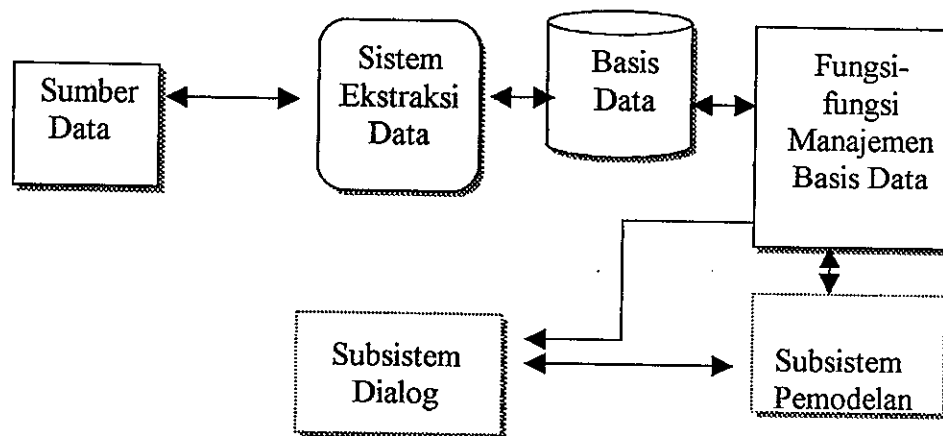 Sumber
Data
Sistem
Ekstraksi
Data
Basis
Data
Fungsi-
fungsi
Manajemen
Basis Data
Subsistem
Dialog
Subsistem
Pemodelan